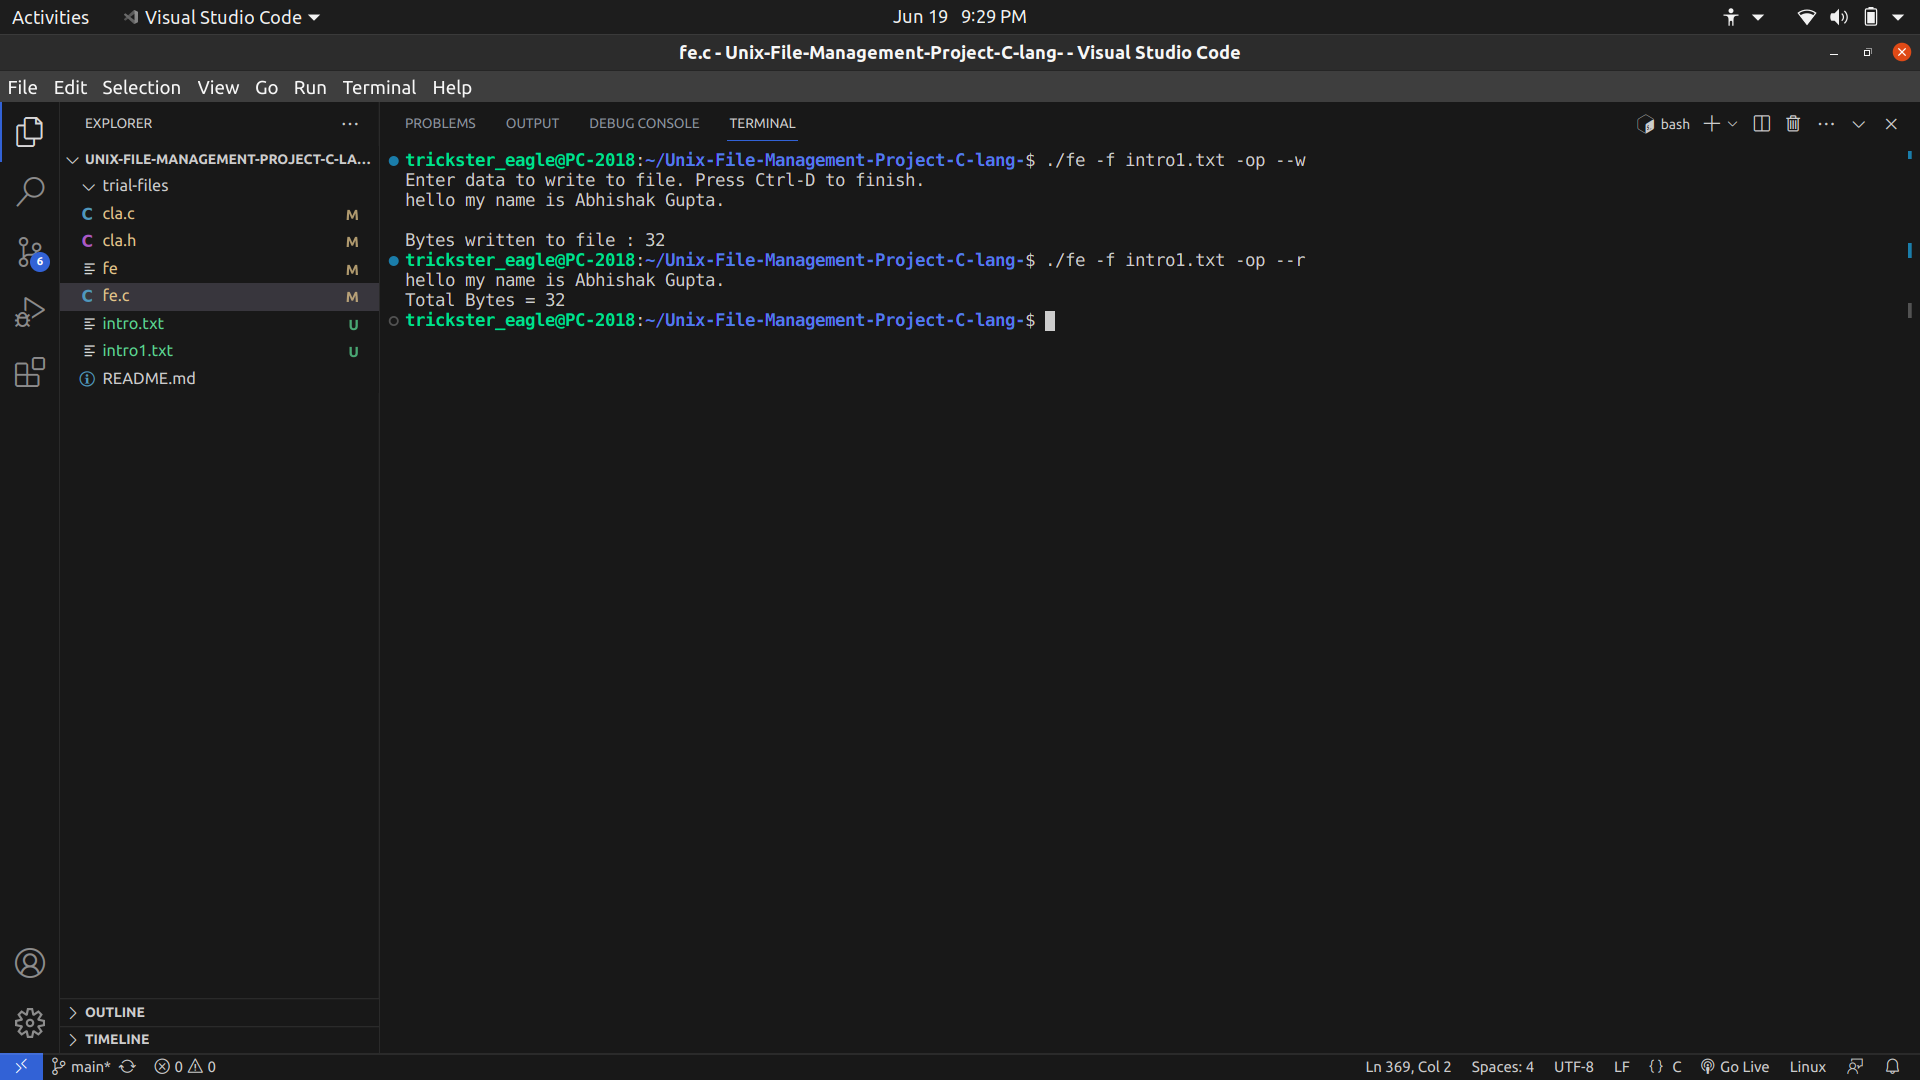 Activities Visual Studio Code Jun 19 9:29 PM
fe.c - Unix-File-Management-Project-C-lang- - Visual Studio Code
File Edit Selection View Go Run Terminal Help
EXPLORER
UNIX-FILE-MANAGEMENT-PROJECT-C-LA...
trial-files
C cla.c M
C cla.h M
fe M
C fe.c M
intro.txt U
intro1.txt U
README.md
6
OUTLINE
TIMELINE
PROBLEMS OUTPUT DEBUG CONSOLE TERMINAL bash
trickster_eagle@PC-2018:~/Unix-File-Management-Project-C-lang-$ ./fe -f intro1.txt -op --w
Enter data to write to file. Press Ctrl-D to finish.
hello my name is Abhishak Gupta.
Bytes written to file : 32
trickster_eagle@PC-2018:~/Unix-File-Management-Project-C-lang-$ ./fe -f intro1.txt -op --r
hello my name is Abhishak Gupta.
Total Bytes = 32
trickster_eagle@PC-2018:~/Unix-File-Management-Project-C-lang-$
main* 0 0 Ln 369, Col 2 Spaces: 4 UTF-8 LF {} C Go Live Linux